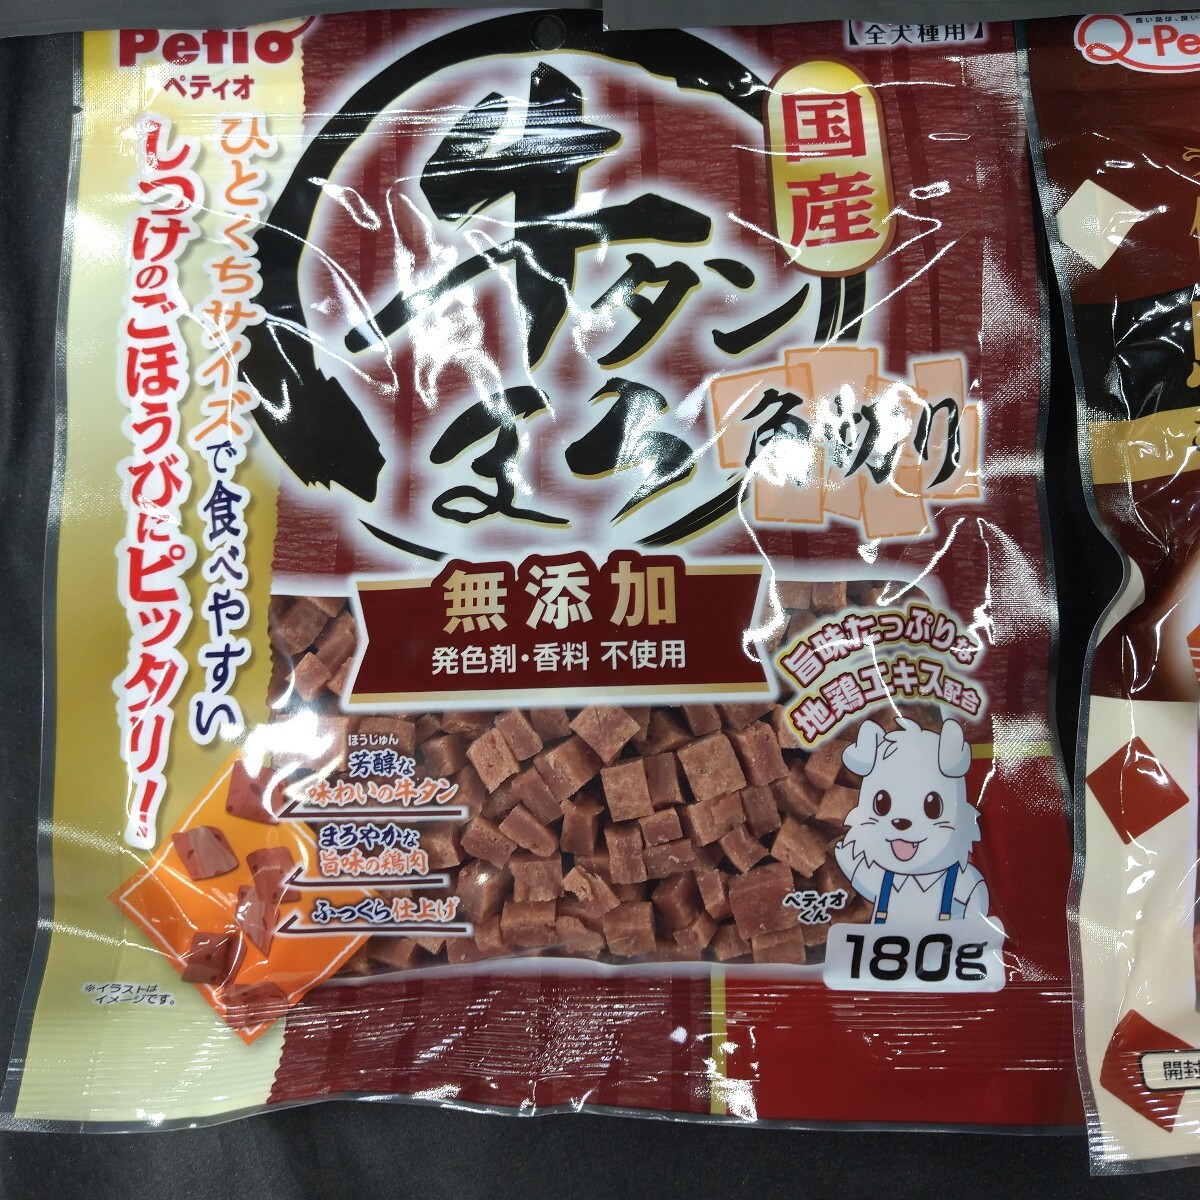 Petio
ペティオ
【全犬種用】
国産
牛タン
まろ
角切り
ひとくちサイズで食べやすい
しつけのごほうびにピッタリ!
無添加
発色剤・香料 不使用
旨味たっぷりな
地鶏エキス配合
ほうじゅん
芳醇な
味わいの牛タン
まろやかな
旨味の鶏肉
ふっくら仕上げ
ペティオ
くん
180g
※イラストは
イメージです。
Q-Pe
開封